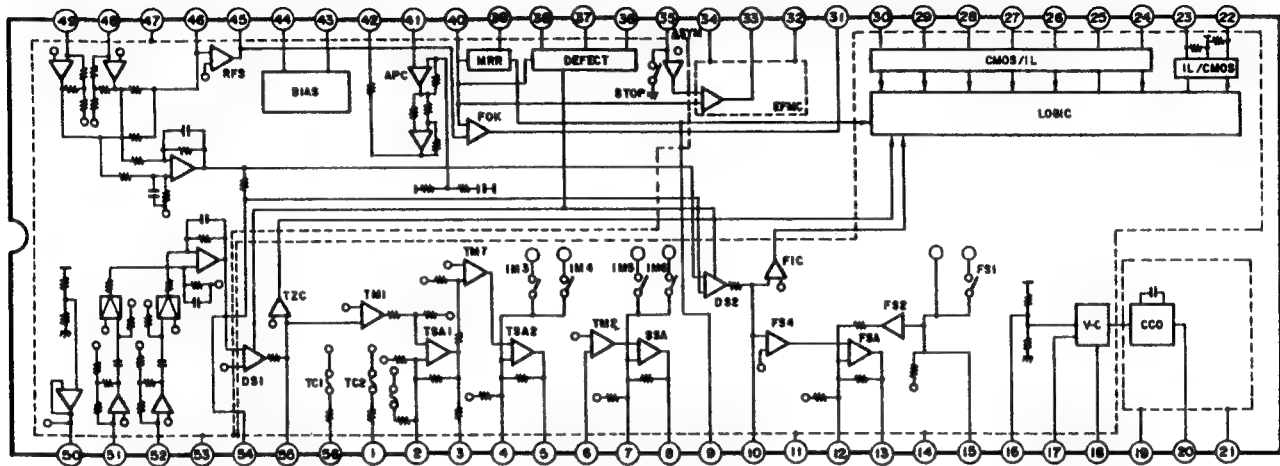 49 48 47 46 45 44 43 42 41 40 39 38 37 36 35 34 33 32 31 30 29 28 27 26 25 24 23 22
ASYM
RFS
APC
MRR
DEFECT
CMOS/IL
IL/CMOS
BIAS
STOP
EFMC
FOK
LOGIC
TM7
IM3
IM4
IM5
IM6
FIC
FS1
TZC
TM1
DS2
FS2
TSA1
TSA2
TM2
SSA
FS4
FSA
V-C
CCO
DS1
TC1
TC2
50 51 52 53 54 55 56 1 2 3 4 5 6 7 8 9 10 11 12 13 14 15 16 17 18 19 20 21